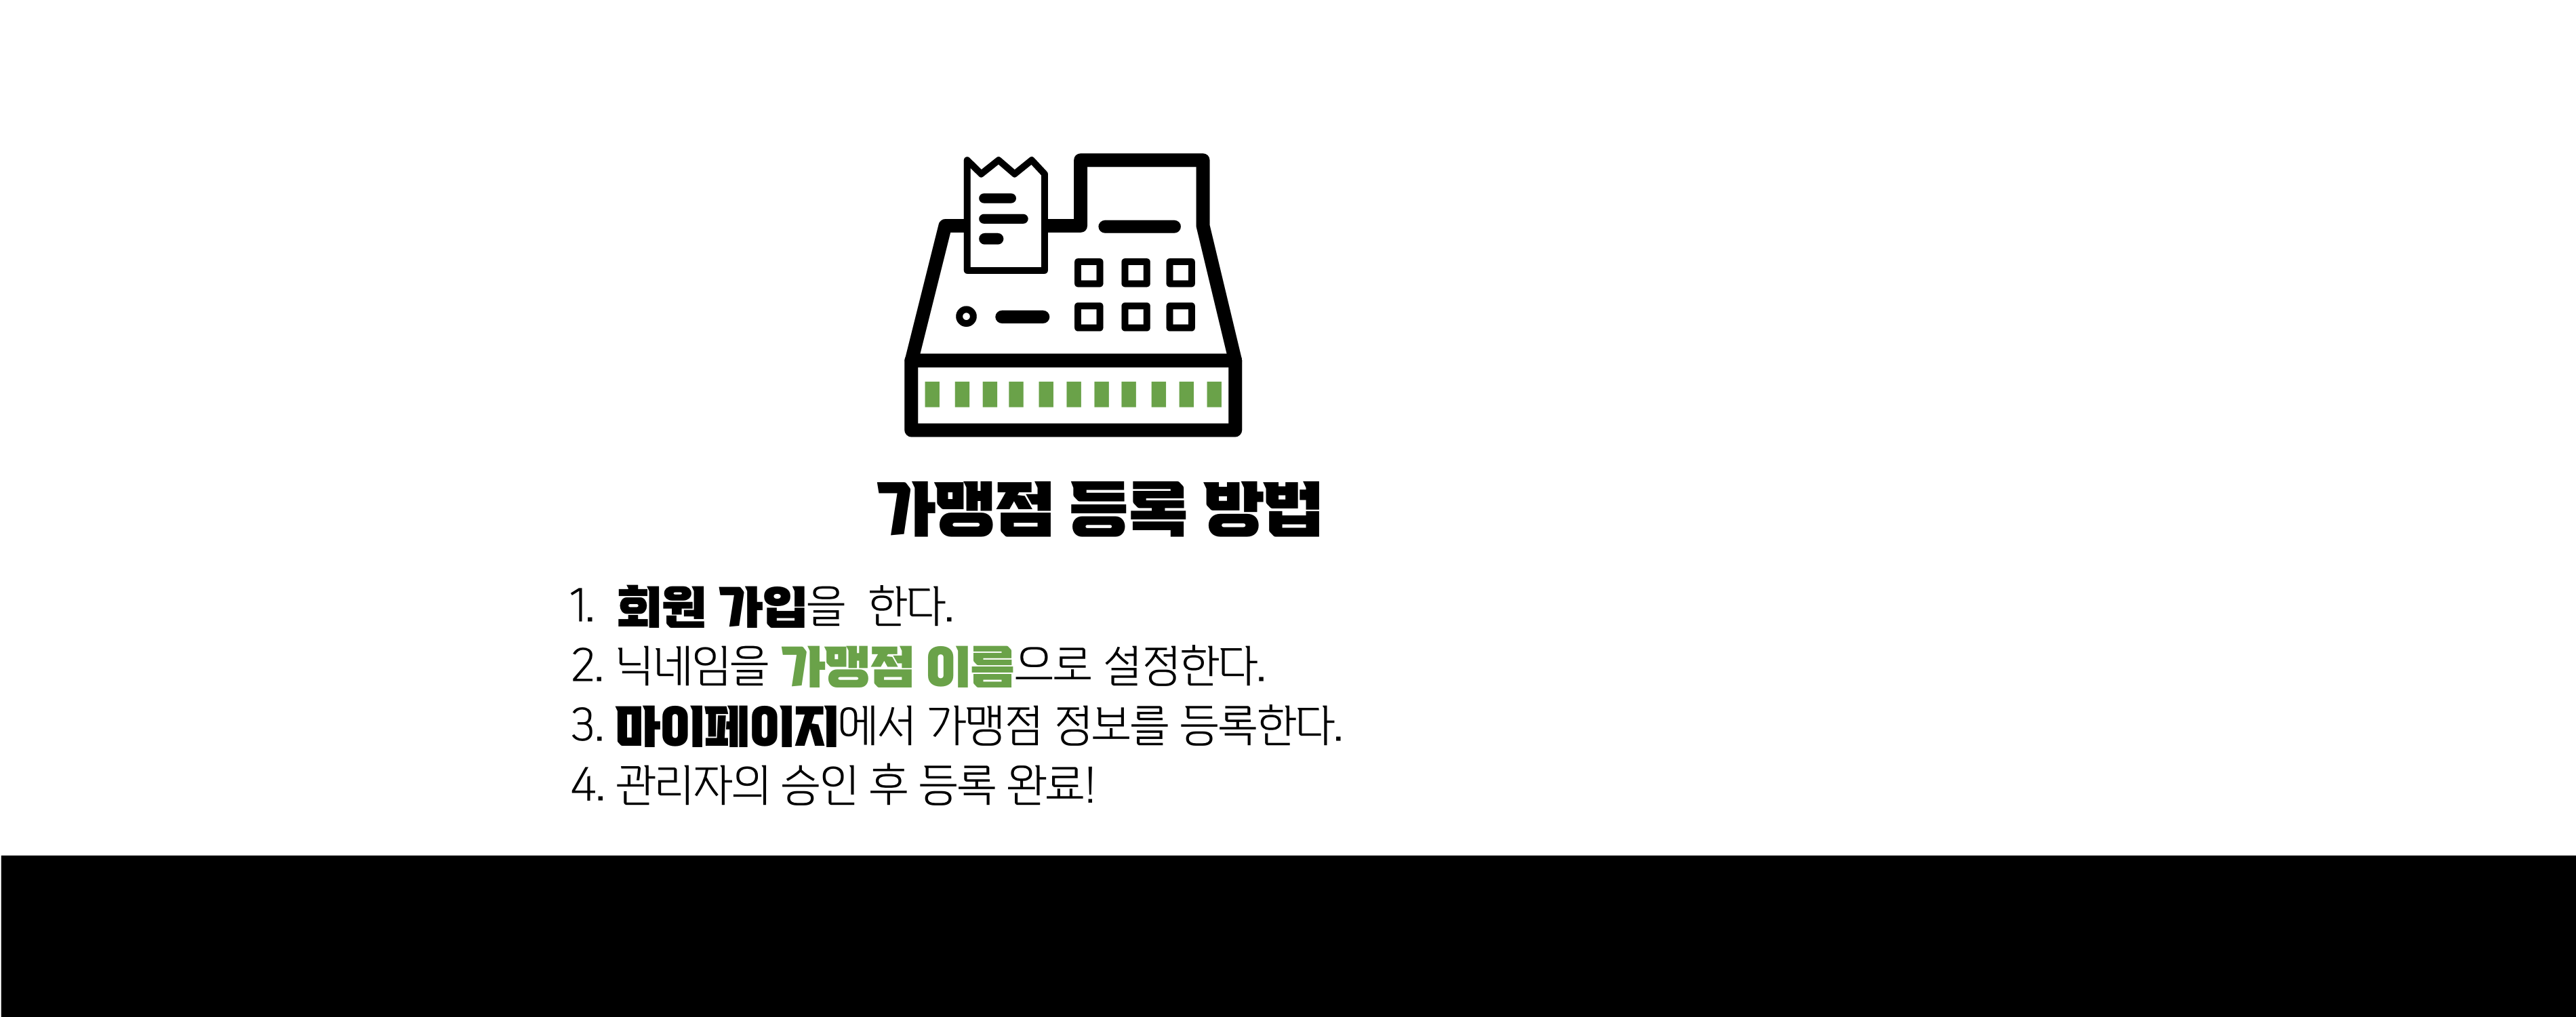 가맹점 등록 방법
1. 회원 가입을 한다.
2. 닉네임을 가맹점 이름으로 설정한다.
3. 마이페이지에서 가맹점 정보를 등록한다.
4. 관리자의 승인 후 등록 완료!